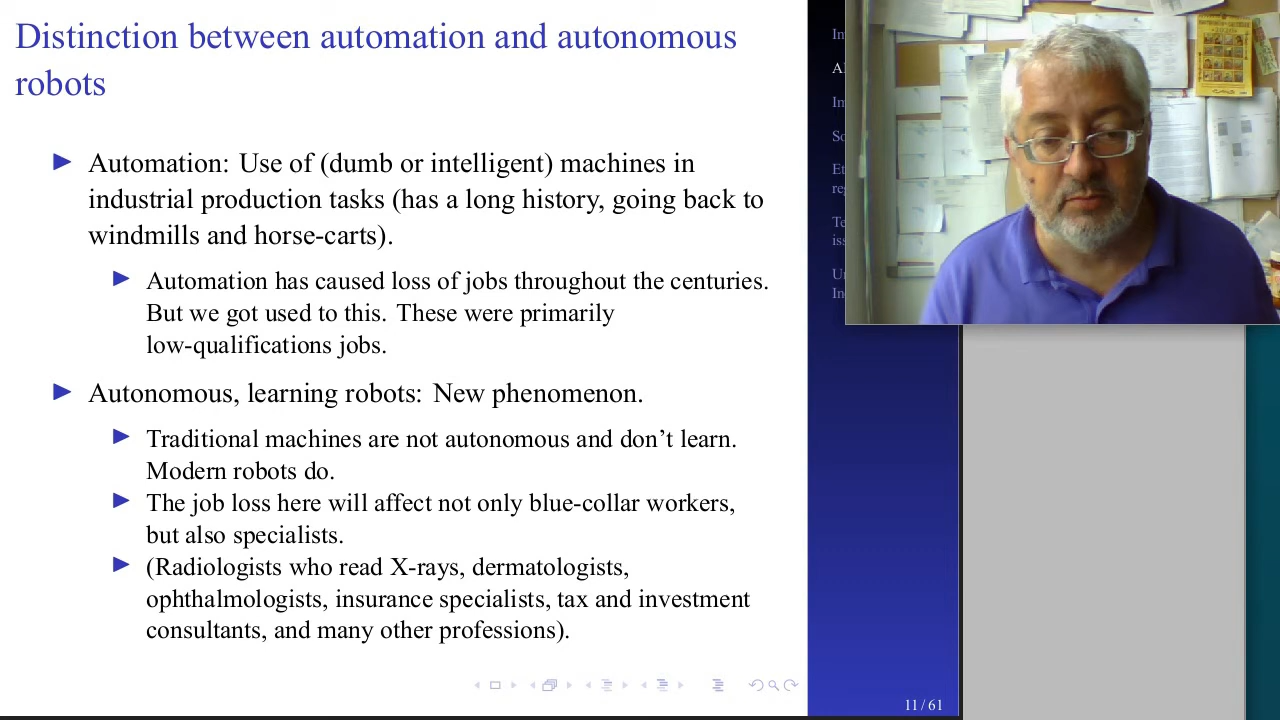 Distinction between automation and autonomous
robots
Automation: Use of (dumb or intelligent) machines in
industrial production tasks (has a long history, going back to
windmills and horse-carts).
Automation has caused loss of jobs throughout the centuries.
But we got used to this. These were primarily
low-qualifications jobs.
Autonomous, learning robots: New phenomenon.
Traditional machines are not autonomous and don't learn.
Modern robots do.
The job loss here will affect not only blue-collar workers,
but also specialists.
(Radiologists who read X-rays, dermatologists,
ophthalmologists, insurance specialists, tax and investment
consultants, and many other professions).
11 / 61